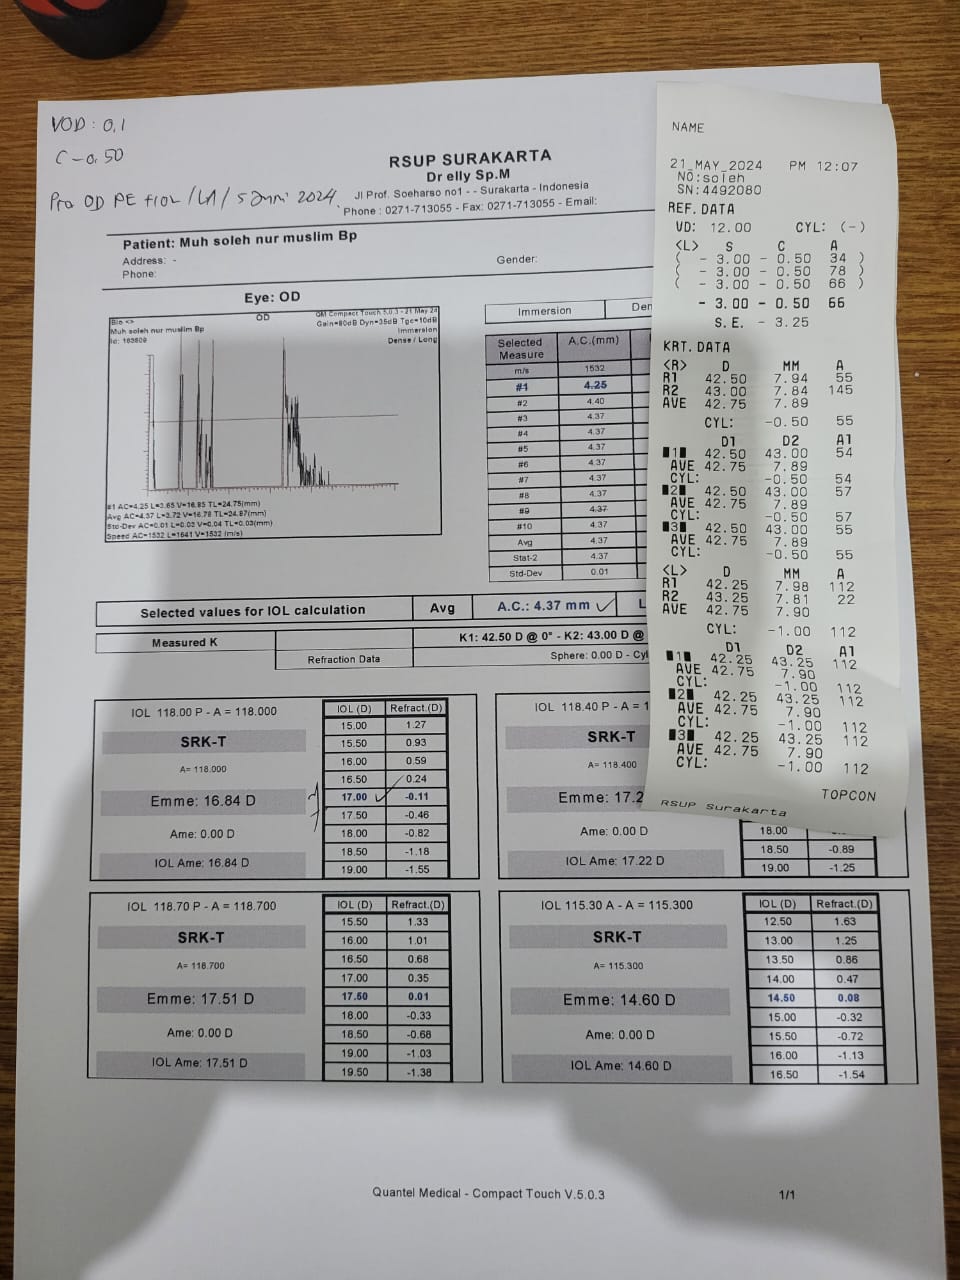 VOD : 0,1
C -0.50
Pro OD PE + IOL / LA / 5 Juni 2024
RSUP SURAKARTA
Dr elly Sp.M
Jl Prof. Soeharso no1 - - Surakarta - Indonesia
Phone : 0271-713055 - Fax: 0271-713055 - Email:
Patient: Muh soleh nur muslim Bp
Address: -
Gender:
Phone:
Eye: OD
Bio <>
OD
QM Compact Touch 5.0.3 - 21 May 24
Muh soleh nur muslim Bp
Gain=80dB Dyn=35dB Tgc=10dB
Immersion
Dense / Long
#1 AC=4.25 L=3.65 V=16.85 TL=24.75(mm)
Avg AC=4.37 L=3.72 V=16.78 TL=24.87(mm)
Std-Dev AC=0.01 L=0.02 V=0.04 TL=0.03(mm)
Speed AC=1532 L=1641 V=1532 (m/s)
Immersion Den
Selected Measure A.C.(mm)
m/s 1532
#1 4.25
#2 4.40
#3 4.37
#4 4.37
#5 4.37
#6 4.37
#7 4.37
#8 4.37
#9 4.37
#10 4.37
Avg 4.37
Stat-2 4.37
Std-Dev 0.01
Selected values for IOL calculation Avg A.C.: 4.37 mm L
Measured K K1: 42.50 D @ 0° - K2: 43.00 D @
Refraction Data Sphere: 0.00 D - Cyl
IOL 118.00 P - A = 118.000
SRK-T
A= 118.000
Emme: 16.84 D
Ame: 0.00 D
IOL Ame: 16.84 D
IOL (D) Refract.(D)
15.00 1.27
15.50 0.93
16.00 0.59
16.50 0.24
17.00 -0.11
17.50 -0.46
18.00 -0.82
18.50 -1.18
19.00 -1.55
IOL 118.40 P - A = 1
SRK-T
A= 118.400
Emme: 17.2
Ame: 0.00 D
IOL Ame: 17.22 D
18.00
18.50 -0.89
19.00 -1.25
IOL 118.70 P - A = 118.700
SRK-T
A= 118.700
Emme: 17.51 D
Ame: 0.00 D
IOL Ame: 17.51 D
IOL (D) Refract.(D)
15.50 1.33
16.00 1.01
16.50 0.68
17.00 0.35
17.50 0.01
18.00 -0.33
18.50 -0.68
19.00 -1.03
19.50 -1.38
IOL 115.30 A - A = 115.300
SRK-T
A= 115.300
Emme: 14.60 D
Ame: 0.00 D
IOL Ame: 14.60 D
IOL (D) Refract.(D)
12.50 1.63
13.00 1.25
13.50 0.86
14.00 0.47
14.50 0.08
15.00 -0.32
15.50 -0.72
16.00 -1.13
16.50 -1.54
Quantel Medical - Compact Touch V.5.0.3
1/1
NAME
21_MAY_2024 PM 12:07
NO:soleh
SN:4492080
REF. DATA
VD: 12.00 CYL: (-)
<L> S C A
( - 3.00 - 0.50 34 )
( - 3.00 - 0.50 78 )
( - 3.00 - 0.50 66 )
- 3.00 - 0.50 66
S.E. - 3.25
KRT. DATA
<R> D MM A
R1 42.50 7.94 55
R2 43.00 7.84 145
AVE 42.75 7.89
CYL: -0.50 55
D1 D2 A1
1 42.50 43.00 54
AVE 42.75 7.89
CYL: -0.50 54
2 42.50 43.00 57
AVE 42.75 7.89
CYL: -0.50 57
3 42.50 43.00 55
AVE 42.75 7.89
CYL: -0.50 55
<L> D MM A
R1 42.25 7.98 112
R2 43.25 7.81 22
AVE 42.75 7.90
CYL: -1.00 112
D1 D2 A1
1 42.25 43.25 112
AVE 42.75 7.90
CYL: -1.00 112
2 42.25 43.25 112
AVE 42.75 7.90
CYL: -1.00 112
3 42.25 43.25 112
AVE 42.75 7.90
CYL: -1.00 112
TOPCON
RSUP Surakarta